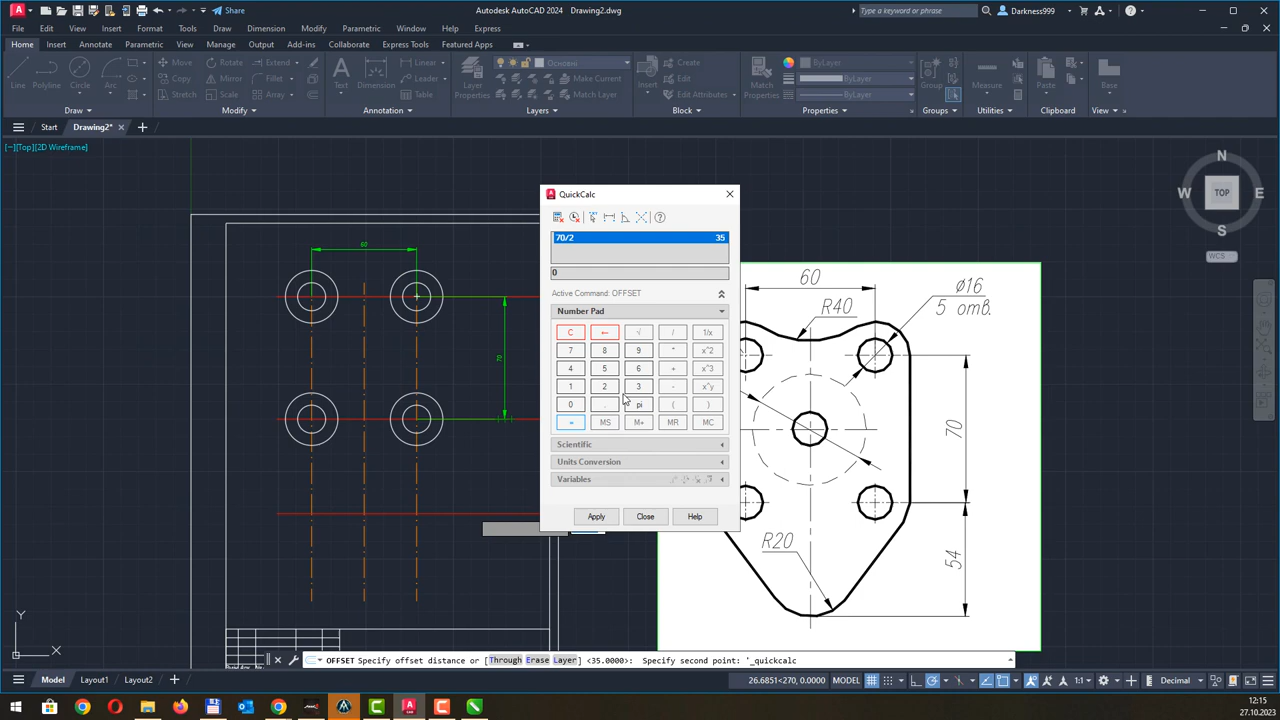 Share
Autodesk AutoCAD 2024 Drawing2.dwg
Type a keyword or phrase
Darkness999
File Edit View Insert Format Tools Draw Dimension Modify Parametric Window Help Express
Home Insert Annotate Parametric View Manage Output Add-ins Collaborate Express Tools Featured Apps
Line Polyline Circle Arc
Move Rotate Extend
Copy Mirror Fillet
Stretch Scale Array
Text Dimension
Linear
Leader
Table
Layer Properties
Make Current
Match Layer
Insert
Create
Edit
Edit Attributes
Match Properties
ByLayer
ByLayer
ByLayer
Group
Measure
Paste
Base
Draw Modify Annotation Layers Block Properties Groups Utilities Clipboard View
Start Drawing2*
[−][Top][2D Wireframe]
N
W TOP E
S
WCS
60
70
QuickCalc
70/2 35
0
Active Command: OFFSET
Number Pad
C ← √ / 1/x
7 8 9 * x^2
4 5 6 + x^3
1 2 3 - x^y
0 . pi ( )
= MS M+ MR MC
Scientific
Units Conversion
Variables
Apply Close Help
60
R40
ø16
5 отв.
70
R20
54
Y
X
OFFSET Specify offset distance or [Through Erase Layer] <35.0000>: Specify second point: '_quickcalc
Model Layout1 Layout2
26.6851<270, 0.0000 MODEL
1:1
Decimal
12:15
27.10.2023